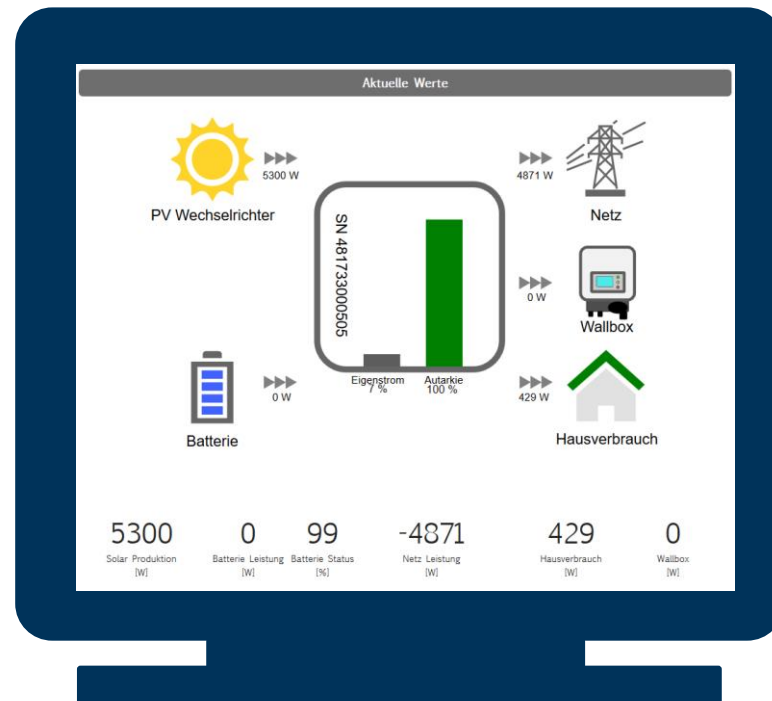 Aktuelle Werte
5300 W
4871 W
PV Wechselrichter
Netz
SN 481733000505
0 W
Wallbox
0 W
Eigenstrom
7 %
Autarkie
100 %
429 W
Batterie
Hausverbrauch
5300
0
99
-4871
429
0
Solar Produktion
Batterie Leistung
Batterie Status
Netz Leistung
Hausverbrauch
Wallbox
[W]
[W]
[%]
[W]
[W]
[W]